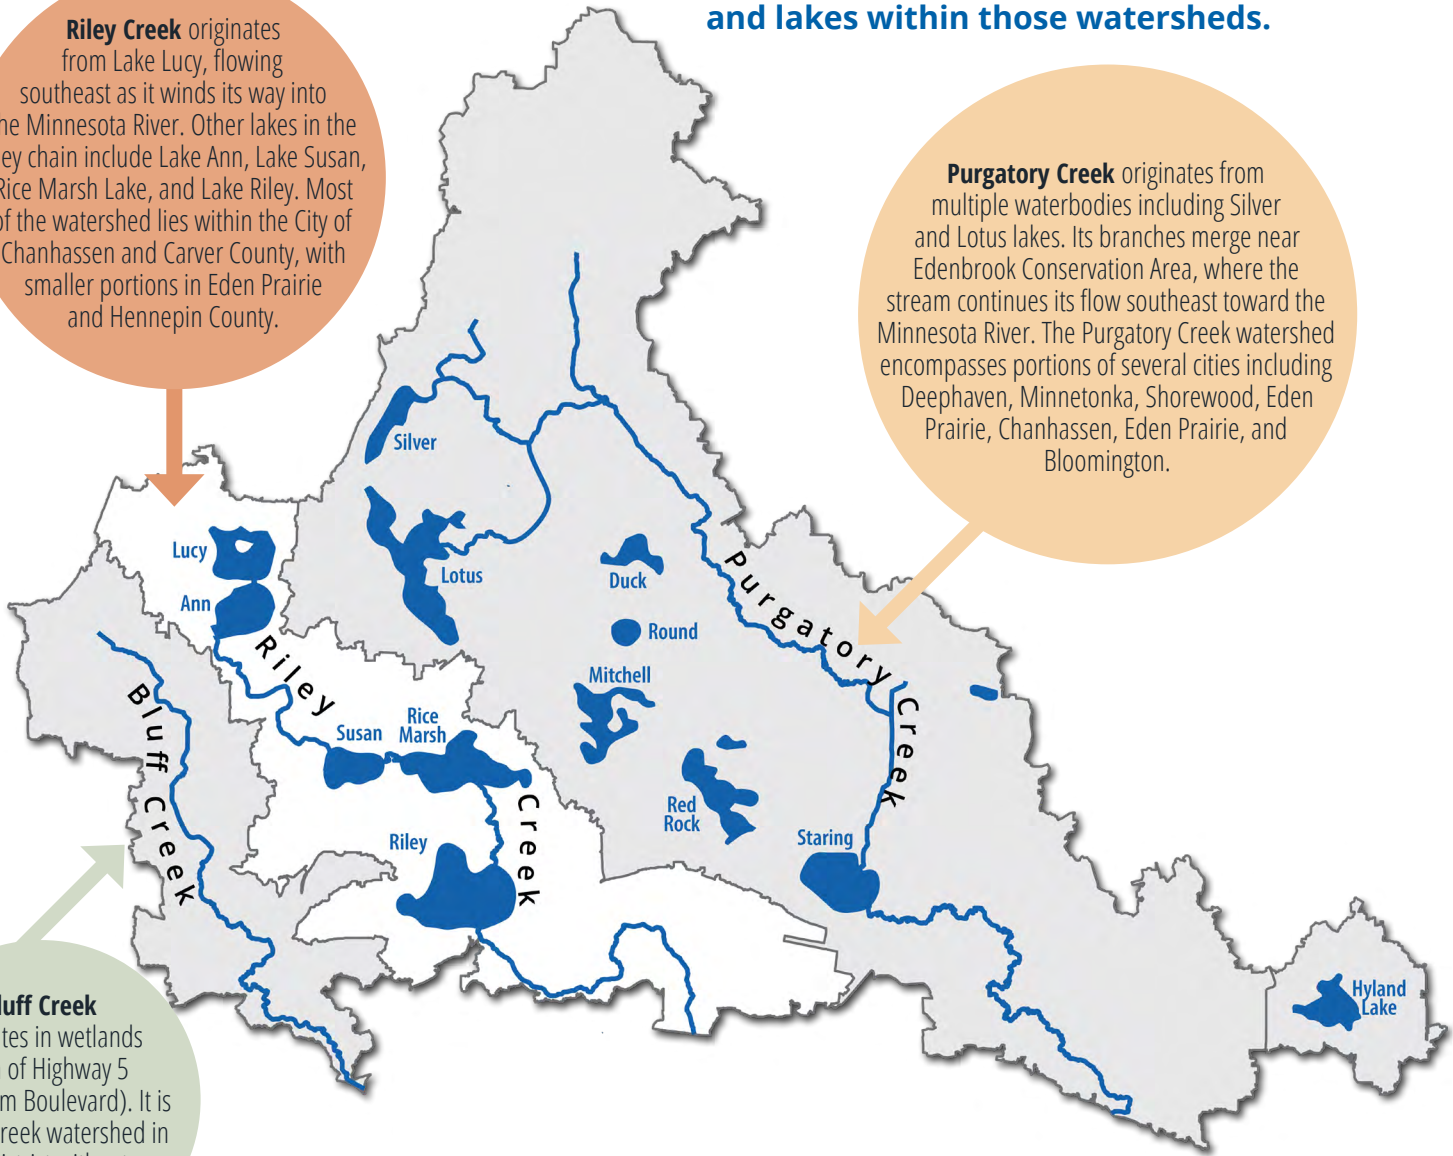 and lakes within those watersheds.
Riley Creek originates
from Lake Lucy, flowing
southeast as it winds its way into
he Minnesota River. Other lakes in the
ey chain include Lake Ann, Lake Susan,
Rice Marsh Lake, and Lake Riley. Most
of the watershed lies within the City of
Chanhassen and Carver County, with
smaller portions in Eden Prairie
and Hennepin County.
Purgatory Creek originates from
multiple waterbodies including Silver
and Lotus lakes. Its branches merge near
Edenbrook Conservation Area, where the
stream continues its flow southeast toward the
Minnesota River. The Purgatory Creek watershed
encompasses portions of several cities including
Deephaven, Minnetonka, Shorewood, Eden
Prairie, Chanhassen, Eden Prairie, and
Bloomington.
Silver
Lucy
Lotus
Duck
Ann
Round
Purgatory Creek
Riley Creek
Mitchell
Bluff Creek
Susan
Rice
Marsh
Red
Rock
Riley
Staring
Hyland
Lake
luff Creek
tes in wetlands
of Highway 5
m Boulevard). It is
reek watershed in